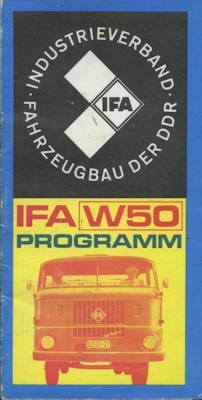 · INDUSTRIEVERBAND ·
FAHRZEUGBAU DER DDR
IFA
IFA W50
PROGRAMM